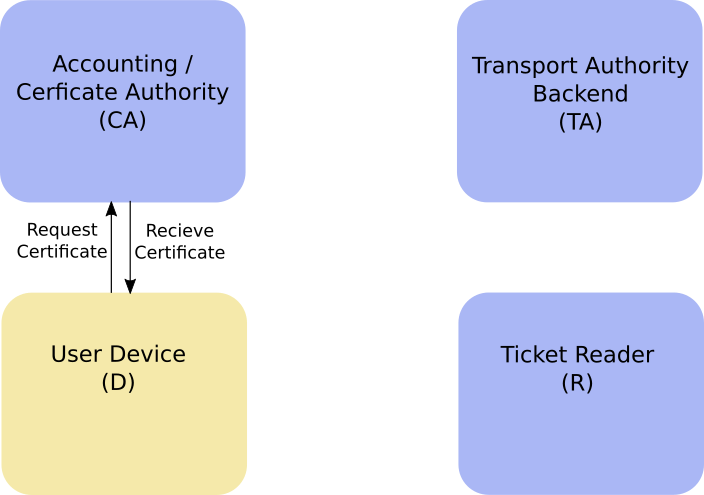 Accounting /
Cerficate Authority
(CA)
Transport Authority
Backend
(TA)
Request
Certificate
Recieve
Certificate
User Device
(D)
Ticket Reader
(R)